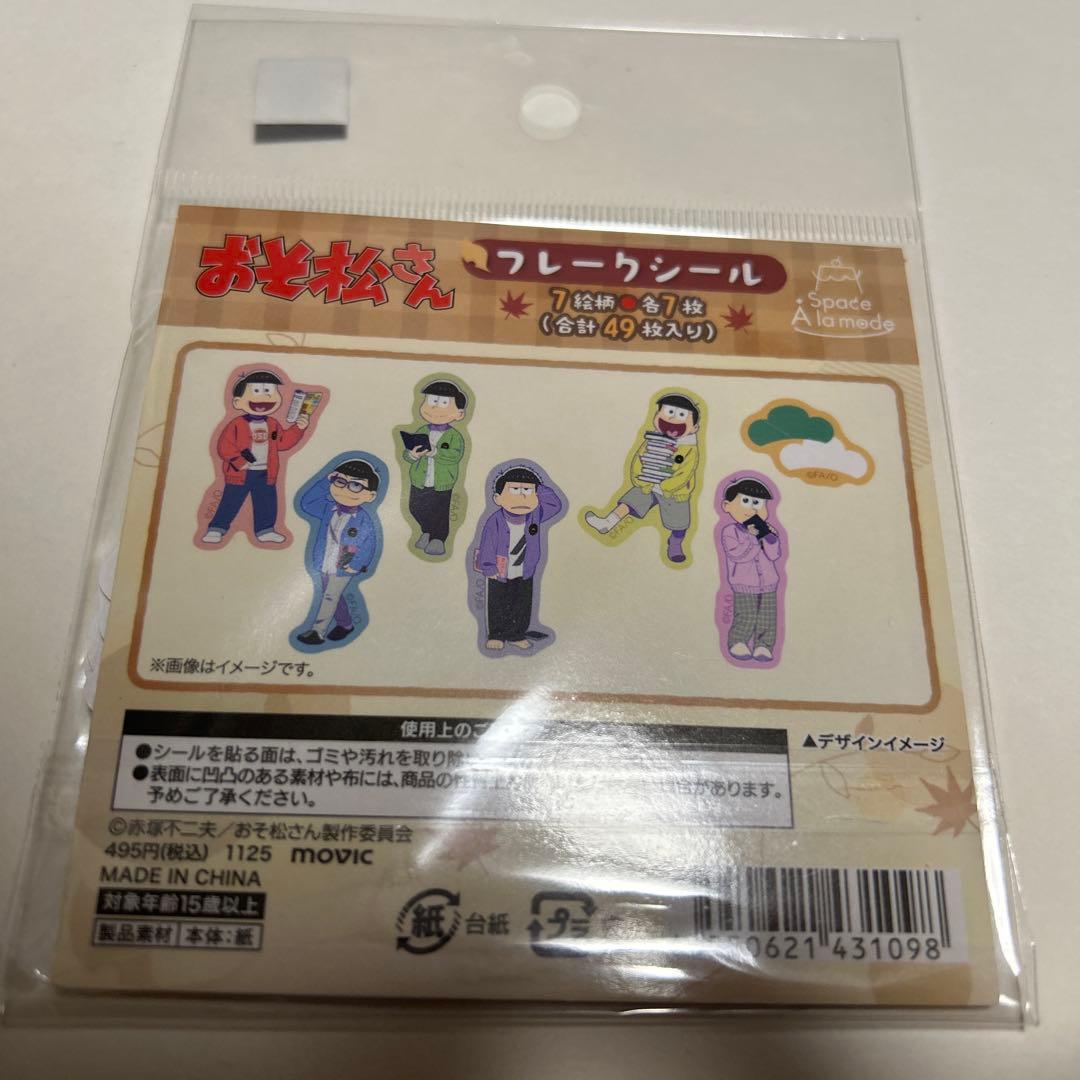 おそ松さん
フレークシール
7絵柄●各7枚
(合計49枚入り)
Space
À la mode
©FA/O
©FA/O
©FA/O
©FA/O
©FA/O
©FA/O
©FA/O
※画像はイメージです。
▲デザインイメージ
使用上のご
●シールを貼る面は、ゴミや汚れを取り除
●表面に凹凸のある素材や布には、商品の があります。
予めご了承ください。
©赤塚不二夫/おそ松さん製作委員会
495円(税込) 1125 movic
MADE IN CHINA
対象年齢15歳以上
製品素材 本体:紙
紙 台紙
プラ
0621 431098